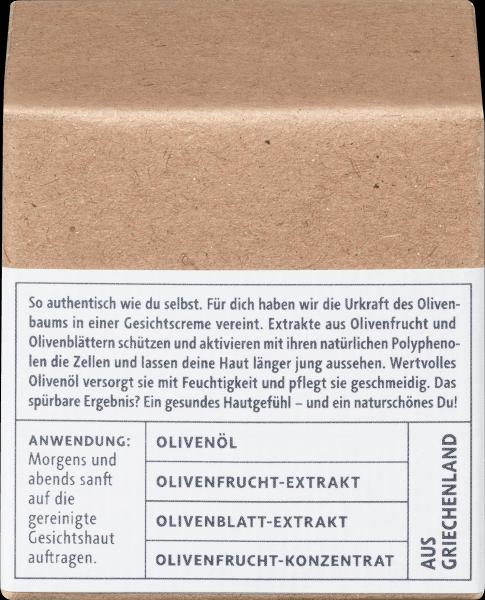 So authentisch wie du selbst. Für dich haben wir die Urkraft des Oliven-
baums in einer Gesichtscreme vereint. Extrakte aus Olivenfrucht und
Olivenblättern schützen und aktivieren mit ihren natürlichen Polypheno-
len die Zellen und lassen deine Haut länger jung aussehen. Wertvolles
Olivenöl versorgt sie mit Feuchtigkeit und pflegt sie geschmeidig. Das
spürbare Ergebnis? Ein gesundes Hautgefühl – und ein naturschönes Du!
ANWENDUNG:
Morgens und
abends sanft
auf die
gereinigte
Gesichtshaut
auftragen.
OLIVENÖL
OLIVENFRUCHT-EXTRAKT
OLIVENBLATT-EXTRAKT
OLIVENFRUCHT-KONZENTRAT
AUS
GRIECHENLAND